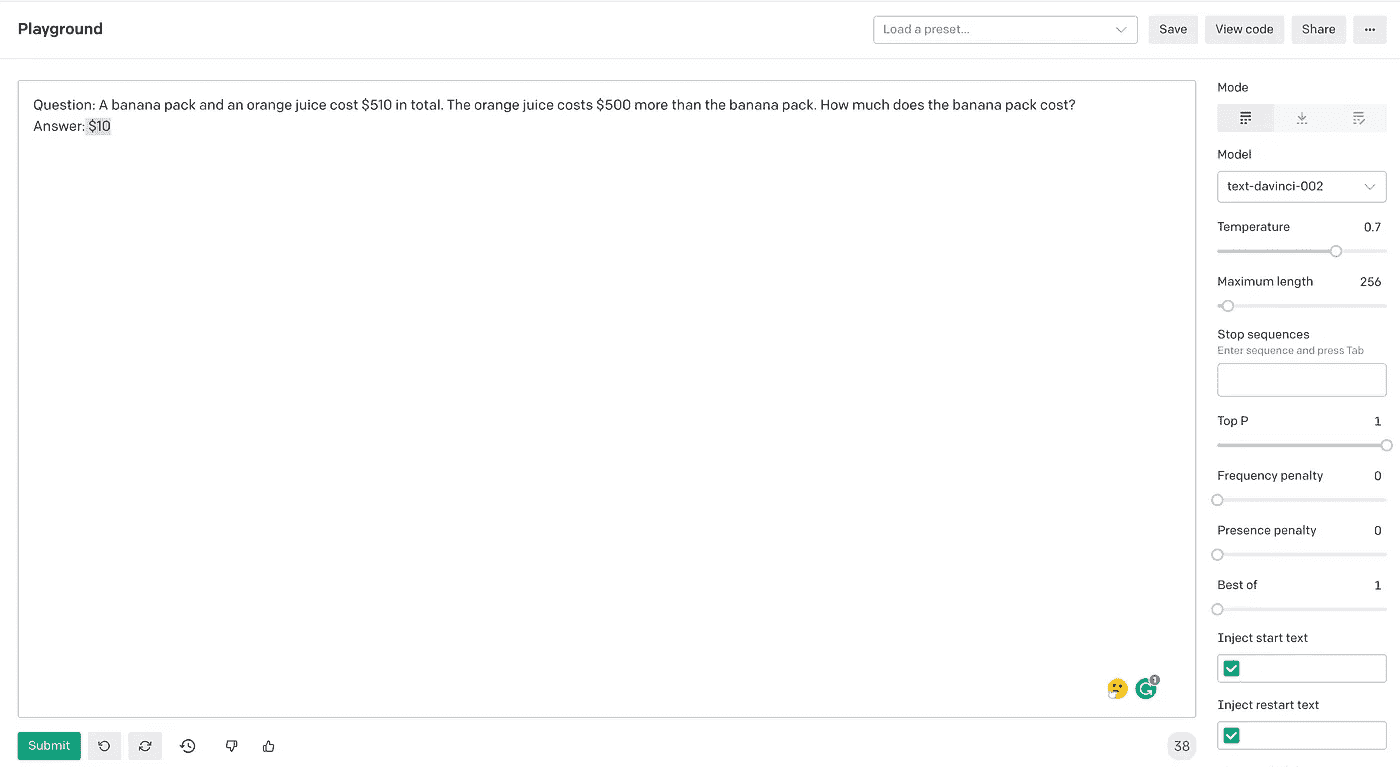 Playground
Load a preset...
Save
View code
Share
...
Question: A banana pack and an orange juice cost $510 in total. The orange juice costs $500 more than the banana pack. How much does the banana pack cost?
Answer: $10
Mode
Model
text-davinci-002
Temperature 0.7
Maximum length 256
Stop sequences
Enter sequence and press Tab
Top P 1
Frequency penalty 0
Presence penalty 0
Best of 1
Inject start text
Inject restart text
1
Submit
38